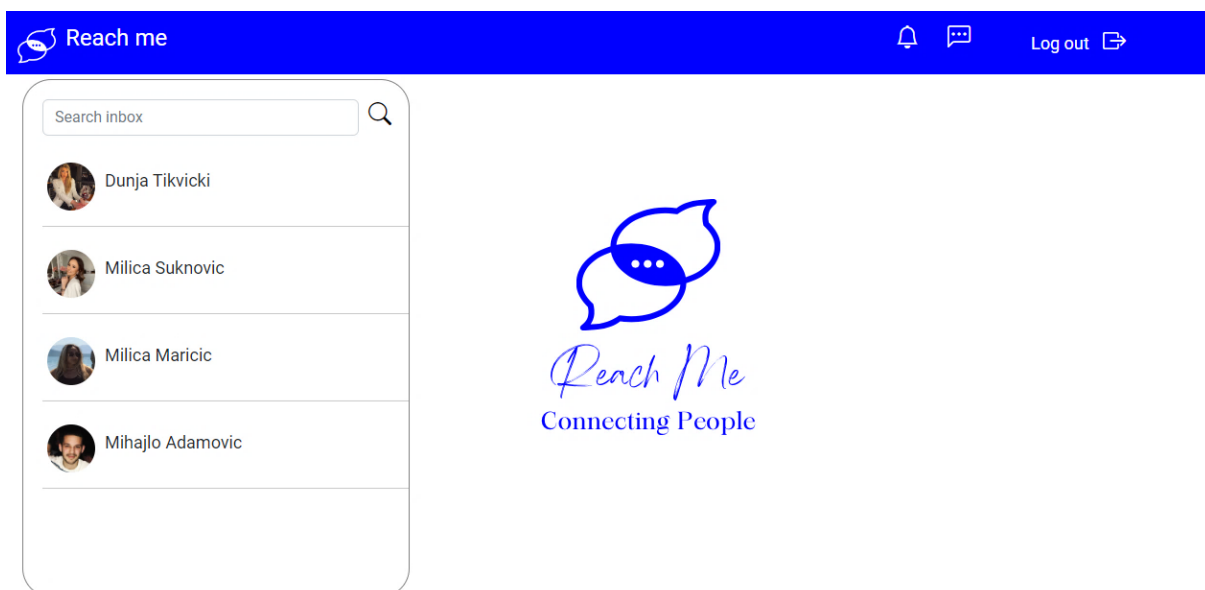 Reach me
Log out
Search inbox
Dunja Tikvicki
Milica Suknovic
Milica Maricic
Mihajlo Adamovic
Reach Me
Connecting People